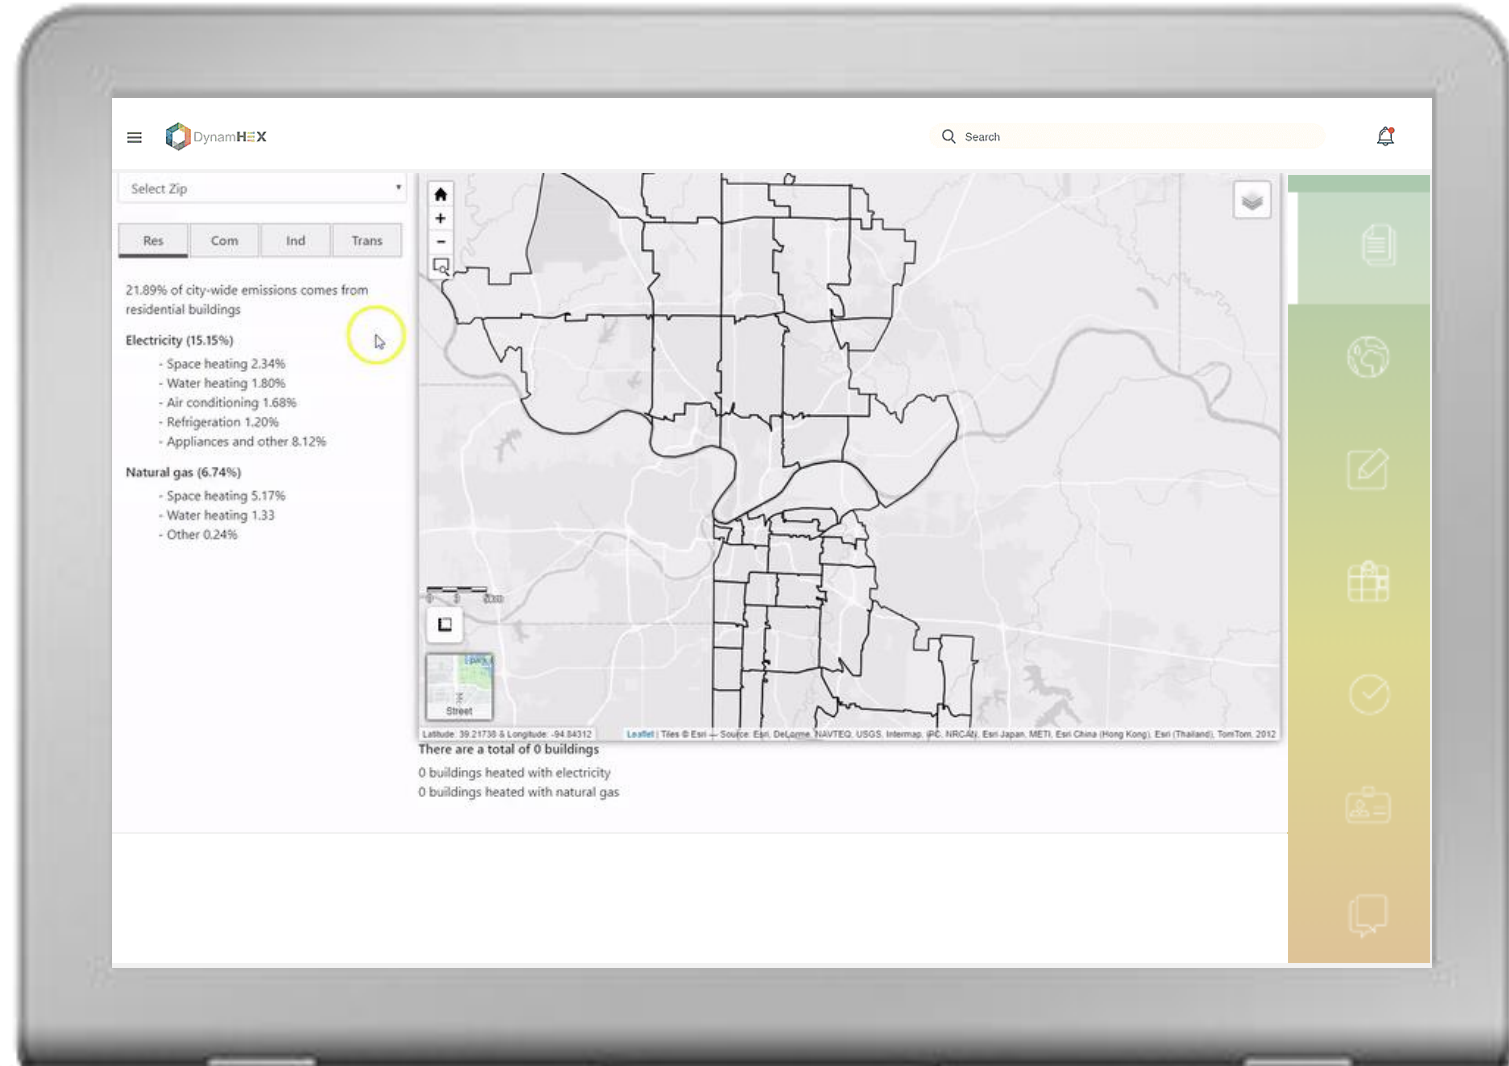 DynamHEX
Search
Select Zip
Res
Com
Ind
Trans
21.89% of city-wide emissions comes from
residential buildings
Electricity (15.15%)
- Space heating 2.34%
- Water heating 1.80%
- Air conditioning 1.68%
- Refrigeration 1.20%
- Appliances and other 8.12%
Natural gas (6.74%)
- Space heating 5.17%
- Water heating 1.33
- Other 0.24%
Street
Latitude: 39.21738 & Longitude: -94.84312
Leaflet | Tiles © Esri — Source: Esri, DeLorme, NAVTEQ, USGS, Intermap, iPC, NRCAN, Esri Japan, METI, Esri China (Hong Kong), Esri (Thailand), TomTom, 2012
There are a total of 0 buildings
0 buildings heated with electricity
0 buildings heated with natural gas